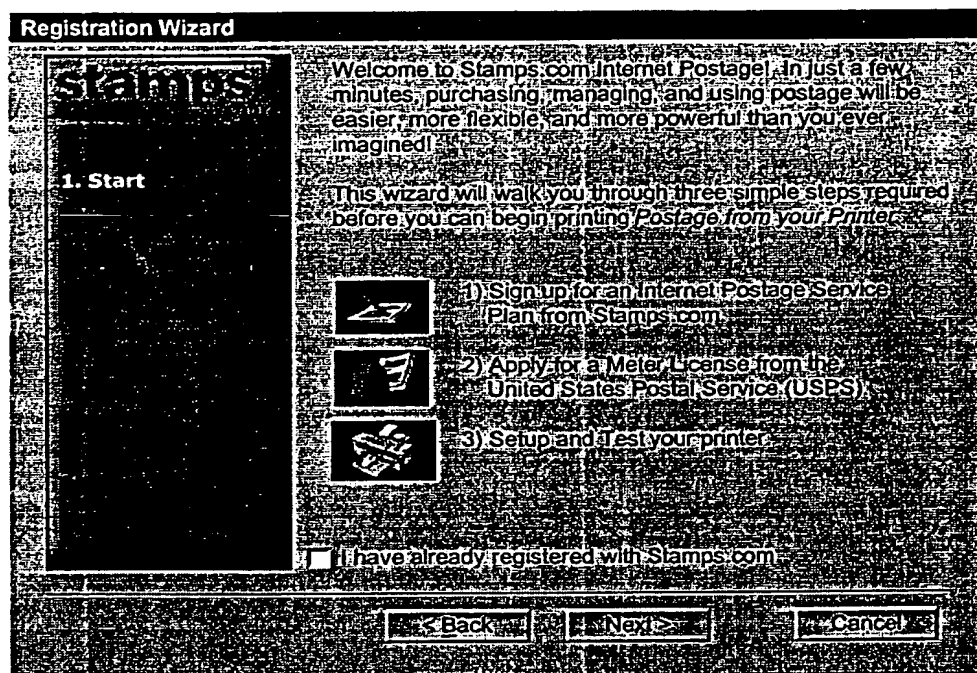 Registration Wizard
stamps
1. Start
Welcome to Stamps.com Internet Postage! In just a few
minutes, purchasing, managing, and using postage will be
easier, more flexible, and more powerful than you ever
imagined!
This wizard will walk you through three simple steps required
before you can begin printing Postage from your Printer.
1) Sign up for an Internet Postage Service
Plan from Stamps.com
2) Apply for a Meter License from the
United States Postal Service (USPS).
3) Setup and Test your printer
I have already registered with Stamps.com
< Back
Next >
Cancel